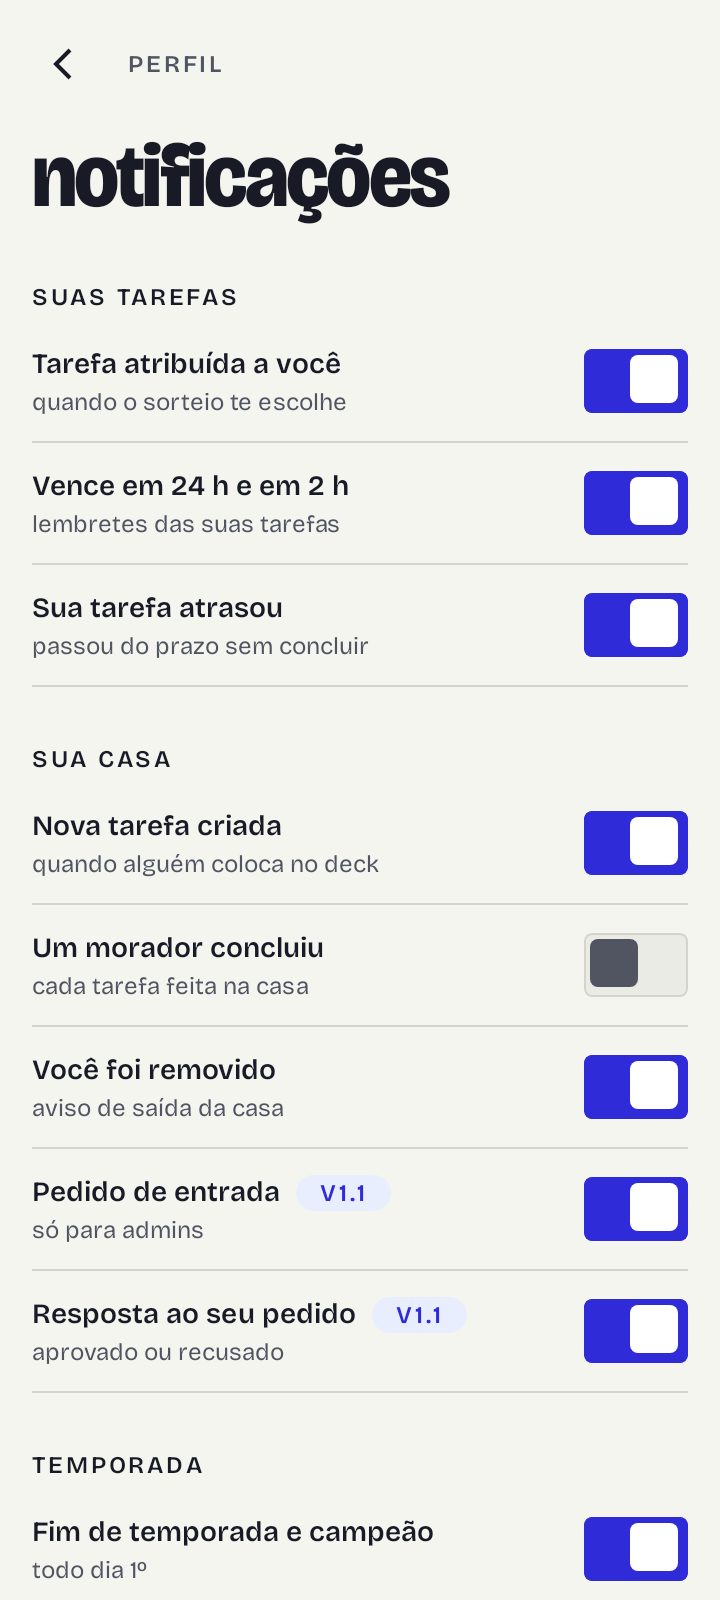 PERFIL
notificações
SUAS TAREFAS
Tarefa atribuída a você
quando o sorteio te escolhe
Vence em 24 h e em 2 h
lembretes das suas tarefas
Sua tarefa atrasou
passou do prazo sem concluir
SUA CASA
Nova tarefa criada
quando alguém coloca no deck
Um morador concluiu
cada tarefa feita na casa
Você foi removido
aviso de saída da casa
Pedido de entrada V1.1
só para admins
Resposta ao seu pedido V1.1
aprovado ou recusado
TEMPORADA
Fim de temporada e campeão
todo dia 1º